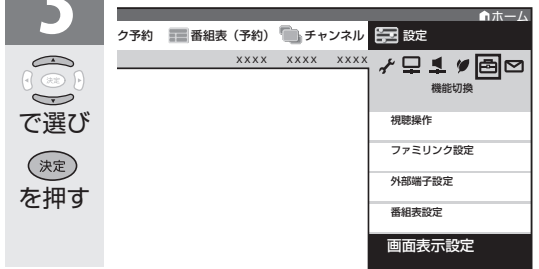 3
で選び
決定
を押す
ホーム
ク予約 番組表（予約） チャンネル 設定
xxxx xxxx xxxx
機能切換
視聴操作
ファミリンク設定
外部端子設定
番組表設定
画面表示設定